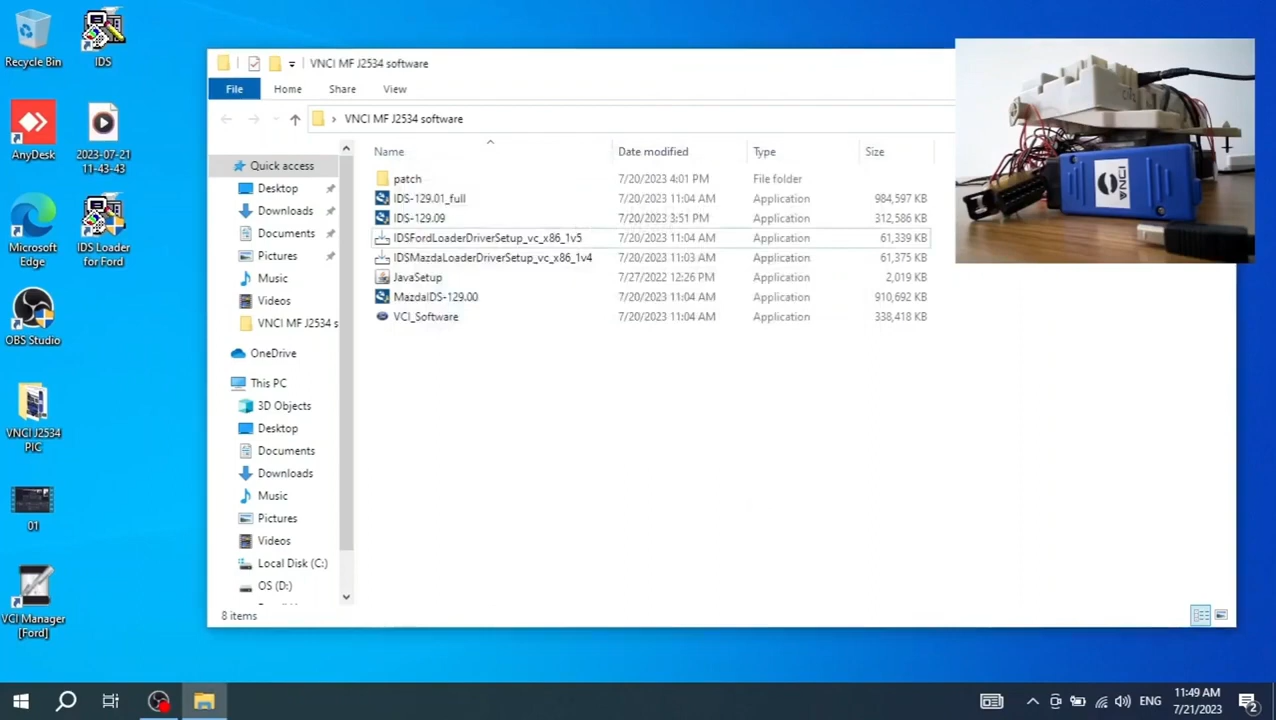 Recycle Bin
IDS
AnyDesk
2023-07-21
11-43-43
Microsoft
Edge
IDS Loader
for Ford
OBS Studio
VNCI J2534
PIC
01
VCI Manager
[Ford]
VNCI MF J2534 software
File
Home
Share
View
VNCI MF J2534 software
Name
Date modified
Type
Size
Quick access
Desktop
Downloads
Documents
Pictures
Music
Videos
VNCI MF J2534 s
OneDrive
This PC
3D Objects
Desktop
Documents
Downloads
Music
Pictures
Videos
Local Disk (C:)
OS (D:)
patch 7/20/2023 4:01 PM File folder
IDS-129.01_full 7/20/2023 11:04 AM Application 984,597 KB
IDS-129.09 7/20/2023 3:51 PM Application 312,586 KB
IDSFordLoaderDriverSetup_vc_x86_1v5 7/20/2023 11:04 AM Application 61,339 KB
IDSMazdaLoaderDriverSetup_vc_x86_1v4 7/20/2023 11:03 AM Application 61,375 KB
JavaSetup 7/27/2022 12:26 PM Application 2,019 KB
MazdaIDS-129.00 7/20/2023 11:04 AM Application 910,692 KB
VCI_Software 7/20/2023 11:04 AM Application 338,418 KB
8 items
VNCI
ENG
11:49 AM
7/21/2023
2